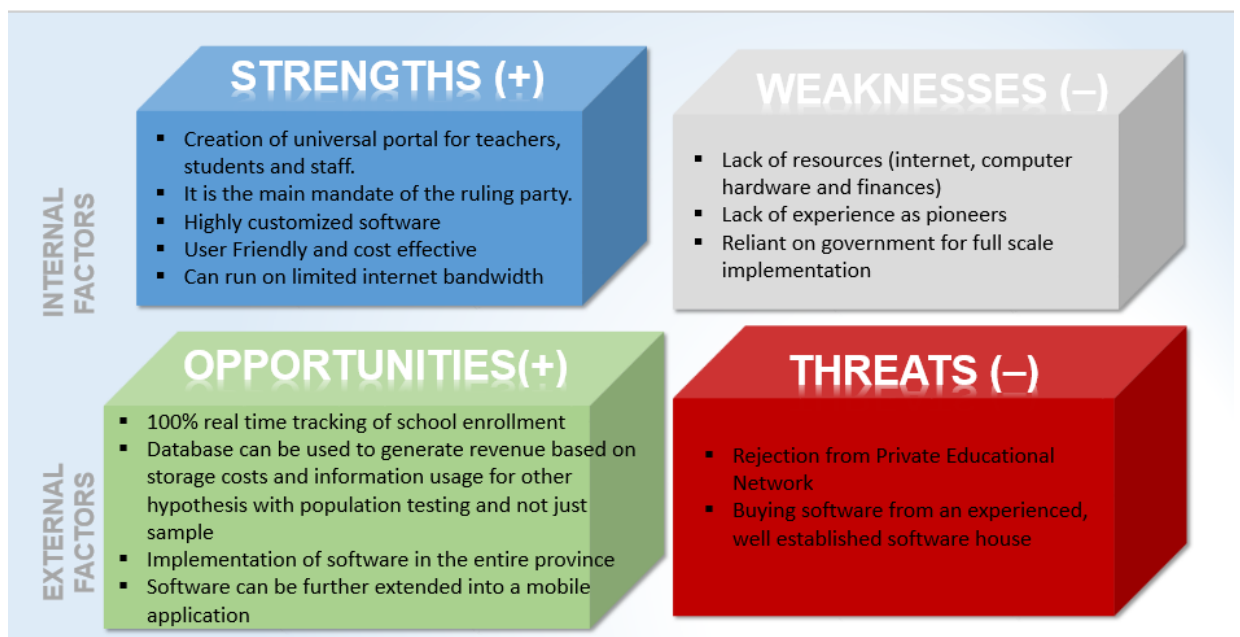 INTERNAL
FACTORS
STRENGTHS (+)
▪ Creation of universal portal for teachers,
students and staff.
▪ It is the main mandate of the ruling party.
▪ Highly customized software
▪ User Friendly and cost effective
▪ Can run on limited internet bandwidth
WEAKNESSES (–)
▪ Lack of resources (internet, computer
hardware and finances)
▪ Lack of experience as pioneers
▪ Reliant on government for full scale
implementation
EXTERNAL
FACTORS
OPPORTUNITIES(+)
▪ 100% real time tracking of school enrollment
▪ Database can be used to generate revenue based on
storage costs and information usage for other
hypothesis with population testing and not just
sample
▪ Implementation of software in the entire province
▪ Software can be further extended into a mobile
application
THREATS (–)
▪ Rejection from Private Educational
Network
▪ Buying software from an experienced,
well established software house